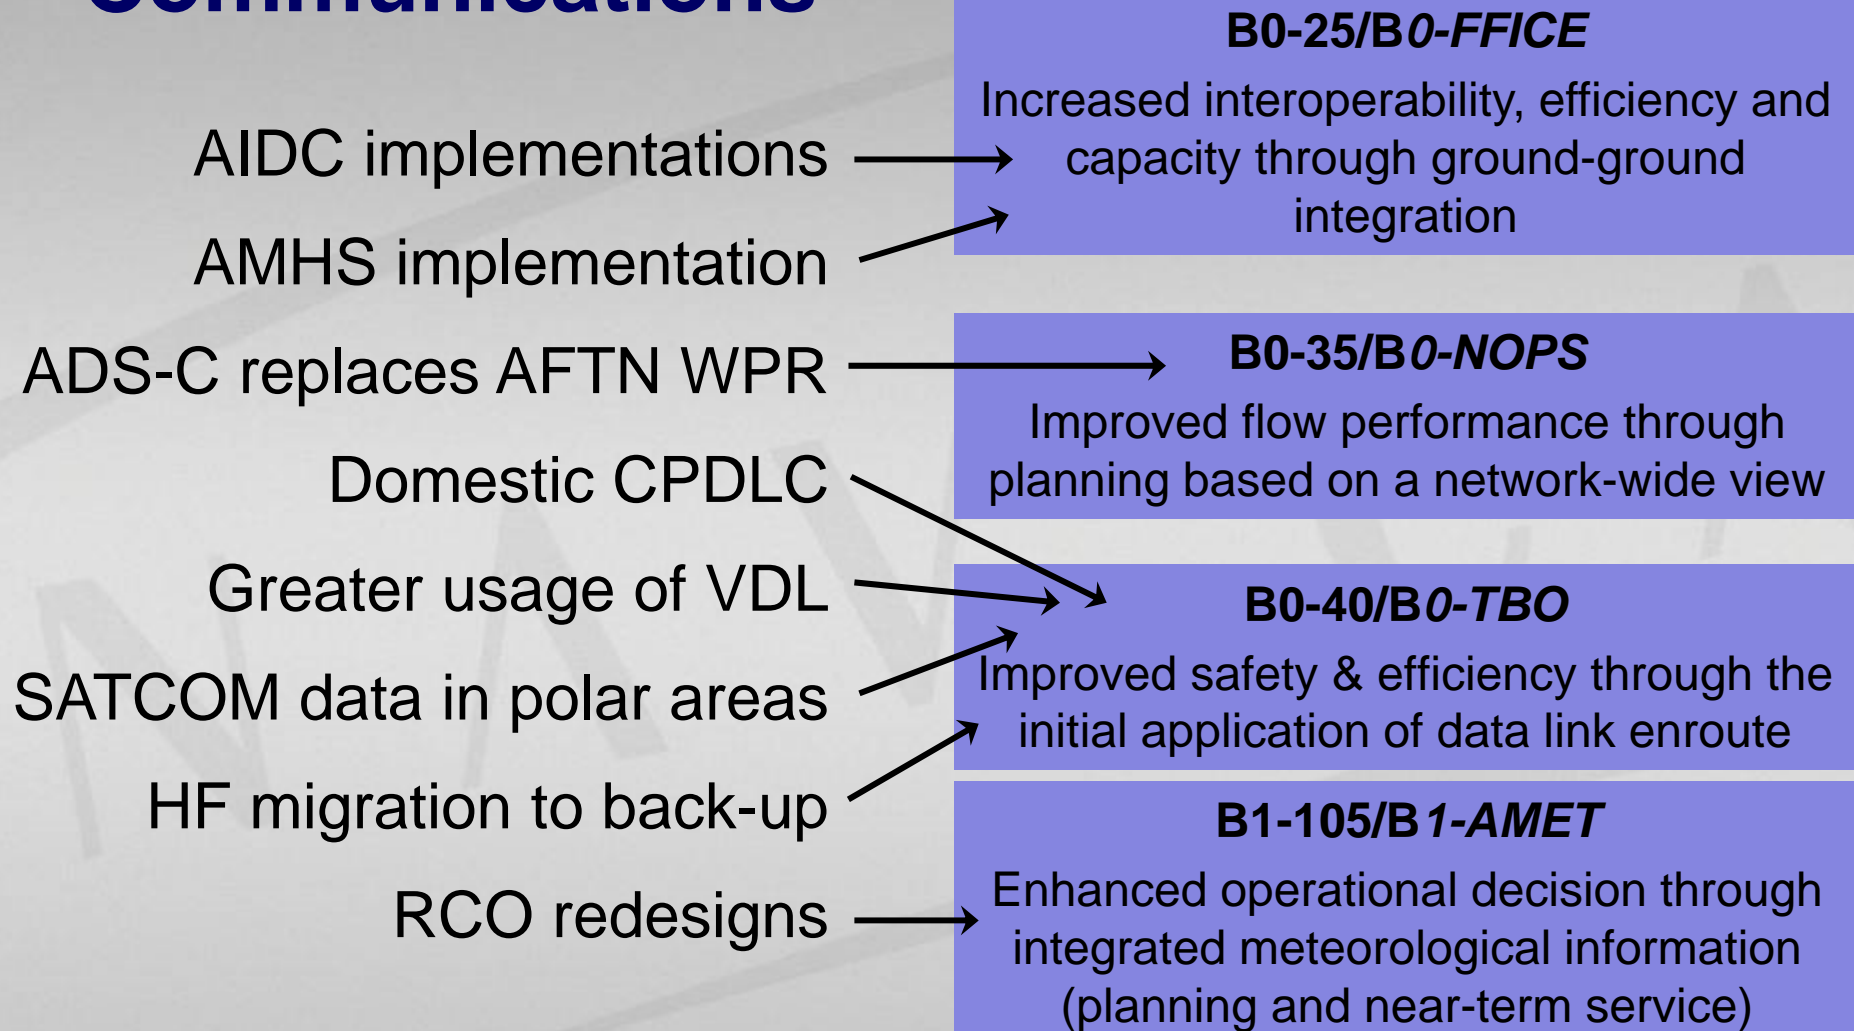 Communications
AIDC implementations
AMHS implementation
ADS-C replaces AFTN WPR
Domestic CPDLC
Greater usage of VDL
SATCOM data in polar areas
HF migration to back-up
RCO redesigns
B0-25/B0-FFICE
Increased interoperability, efficiency and
capacity through ground-ground
integration
B0-35/B0-NOPS
Improved flow performance through
planning based on a network-wide view
B0-40/B0-TBO
Improved safety & efficiency through the
initial application of data link enroute
B1-105/B1-AMET
Enhanced operational decision through
integrated meteorological information
(planning and near-term service)